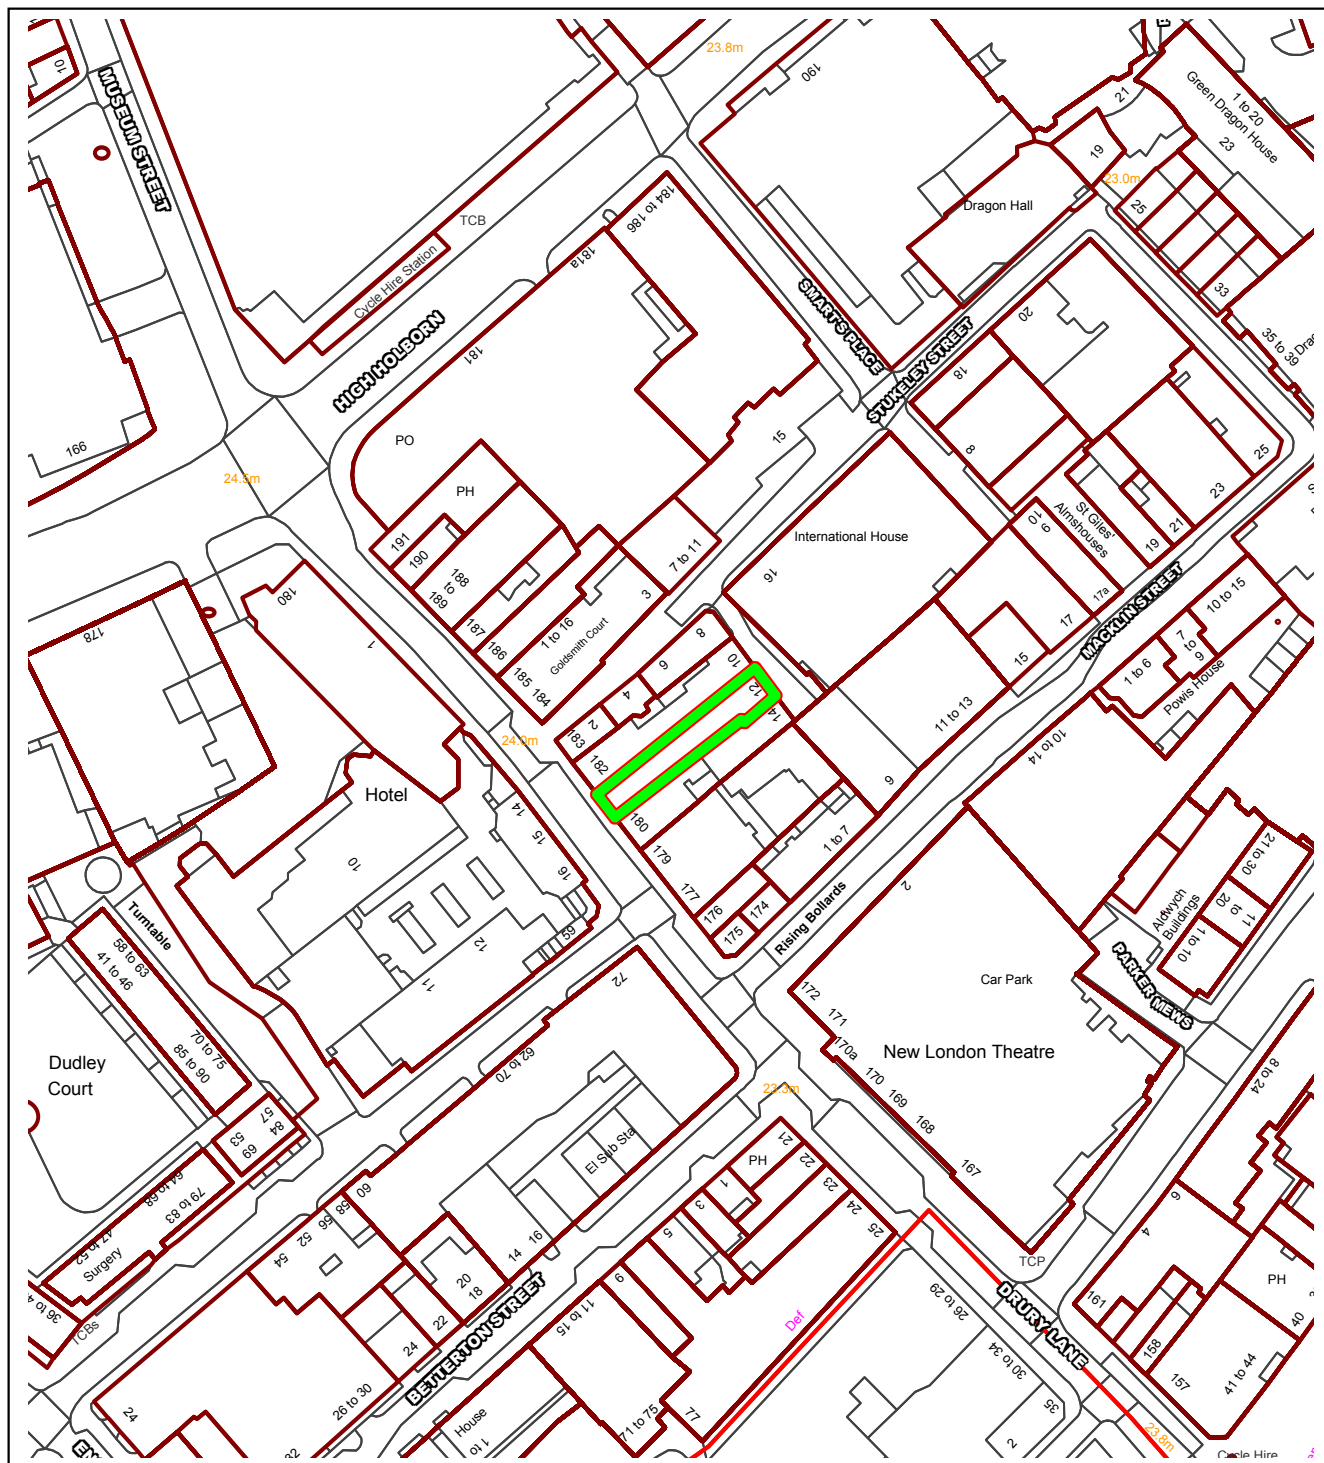 10
MUSEUM STREET
23.8m
190
21
1 to 20
Green Dragon House
23
19
23.0m
25
33
35 to 39
Dragon Hall
184 to 186
181a
TCB
Cycle Hire Station
HIGH HOLBORN
181
SMART'S PLACE
STUKELEY STREET
20
18
8
25
23
21
19
166
24.5m
PO
PH
15
191
190
188
to
189
187
186
185
184
1 to 16
Goldsmith Court
3
7 to 11
International House
16
9
10
St Giles'
Almshouses
17a
17
15
MACKLIN STREET
10 to 15
7
to
9
1 to 6
Powis House
178
180
1
24.0m
8
6
4
2
10
12
14
183
182
180
179
177
176
175
174
1 to 7
9
11 to 13
10 to 14
Hotel
10
14
15
16
12
11
59
Rising Bollards
2
21 to 30
Aldwych
Buildings
20
11
to
1 to 10
PARKER MEWS
Turntable
58 to 63
41 to 46
70 to 75
85 to 90
Dudley
Court
72
62 to 70
Car Park
172
171
170a
170
169
168
167
New London Theatre
8 to 24
23.3m
57
84
53
69
64 to 68
79 to 83
47 to 52
Surgery
36 to 4
TCBs
El Sub Sta
60
58
56
52
54
14
16
20
18
22
24
26 to 30
24
32
BETTERTON STREET
21
22
23
24
25
PH
1
3
5
9
11 to 15
House
1 to
71 to 75
77
Def
26 to 29
30 to 34
35
2
DRURY LANE
TCP
6
4
161
158
157
PH
40
41 to 44
23.8m
Cycle Hire